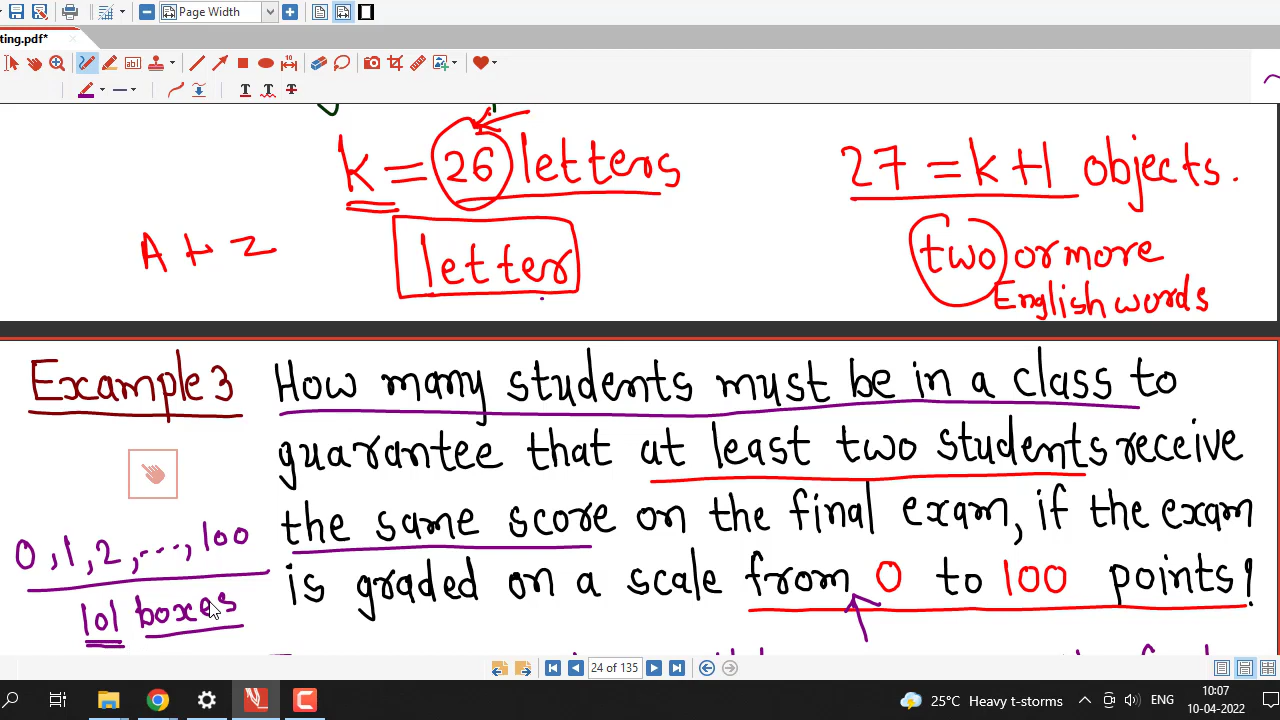 Page Width
ting.pdf*
k = 26 letters
27 = k+1 objects.
A to Z
letter
two or more
English words
Example 3
How many students must be in a class to
guarantee that at least two students receive
the same score on the final exam, if the exam
is graded on a scale from 0 to 100 points!
0, 1, 2, ..., 100
101 boxes
24 of 135
25°C Heavy t-storms
ENG
10:07
10-04-2022